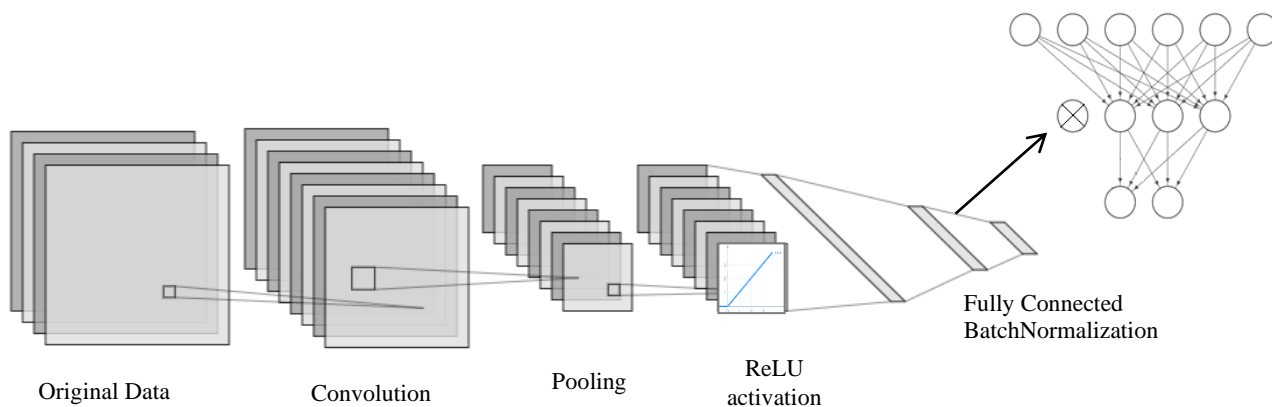 Original Data
Convolution
Pooling
ReLU
activation
Fully Connected
BatchNormalization